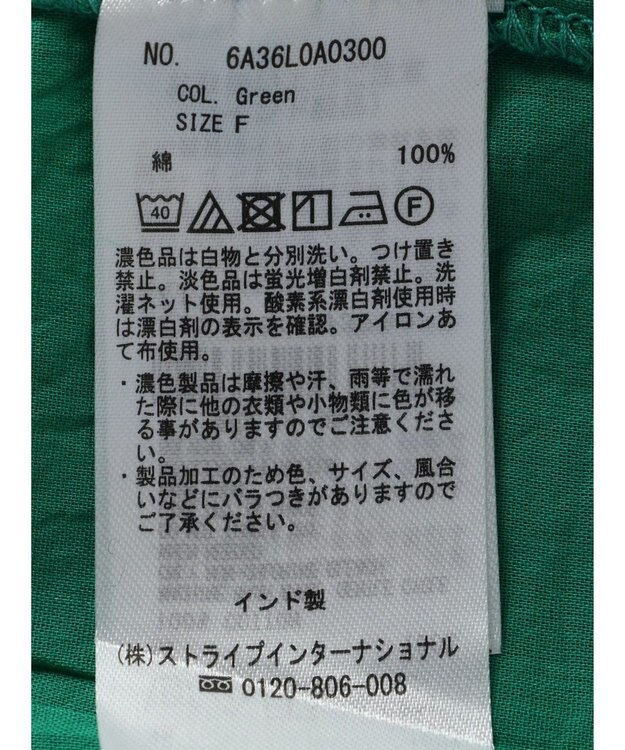 NO. 6A36L0A0300
COL. Green
SIZE F
綿 100%
40 F
濃色品は白物と分別洗い。つけ置き
禁止。淡色品は蛍光増白剤禁止。洗
濯ネット使用。酸素系漂白剤使用時
は漂白剤の表示を確認。アイロンあ
て布使用。
・濃色製品は摩擦や汗、雨等で濡れ
た際に他の衣類や小物類に色が移
る事がありますのでご注意くださ
い。
・製品加工のため色、サイズ、風合
いなどにバラつきがありますので
ご了承ください。
インド製
(株)ストライプインターナショナル
0120-806-008